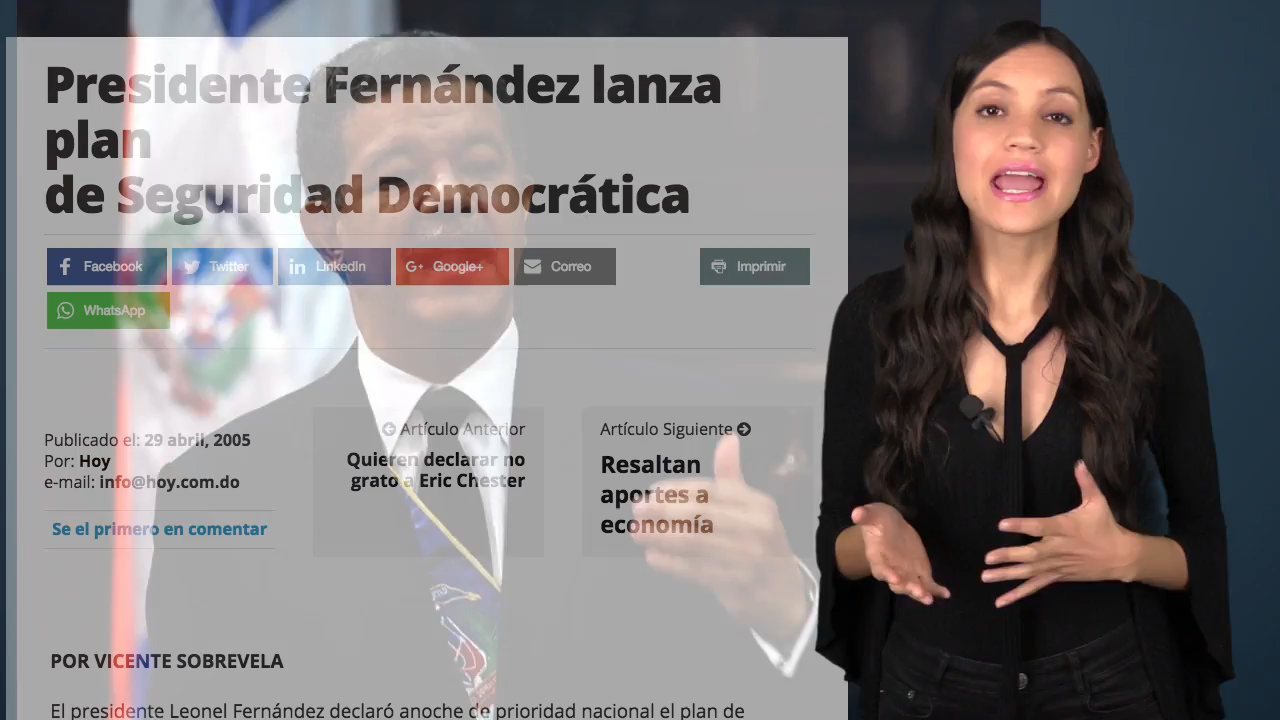 Presidente Fernández lanza
plan
de Seguridad Democrática
Facebook
Twitter
LinkedIn
Google+
Correo
Imprimir
WhatsApp
Publicado el: 29 abril, 2005
Por: Hoy
e-mail: info@hoy.com.do
Se el primero en comentar
Artículo Anterior
Quieren declarar no
grato a Eric Chester
Artículo Siguiente
Resaltan
aportes a
economía
POR VICENTE SOBREVELA
El presidente Leonel Fernández declaró anoche de prioridad nacional el plan de